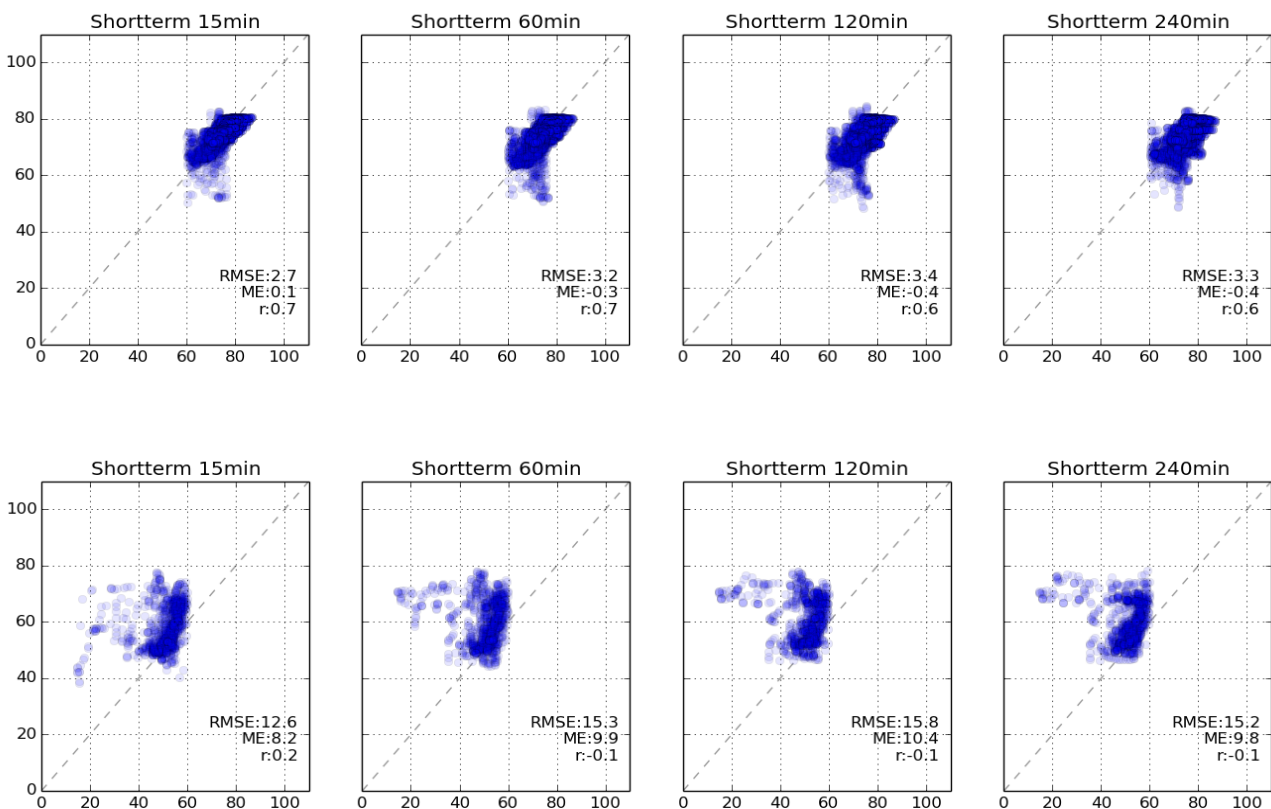 Shortterm 15min
Shortterm 60min
Shortterm 120min
Shortterm 240min
100
80
60
40
20
0
RMSE:2.7
ME:0.1
r:0.7
RMSE:3.2
ME:-0.3
r:0.7
RMSE:3.4
ME:-0.4
r:0.6
RMSE:3.3
ME:-0.4
r:0.6
0 20 40 60 80 100
0 20 40 60 80 100
0 20 40 60 80 100
0 20 40 60 80 100
Shortterm 15min
Shortterm 60min
Shortterm 120min
Shortterm 240min
100
80
60
40
20
0
RMSE:12.6
ME:8.2
r:0.2
RMSE:15.3
ME:9.9
r:-0.1
RMSE:15.8
ME:10.4
r:-0.1
RMSE:15.2
ME:9.8
r:-0.1
0 20 40 60 80 100
0 20 40 60 80 100
0 20 40 60 80 100
0 20 40 60 80 100